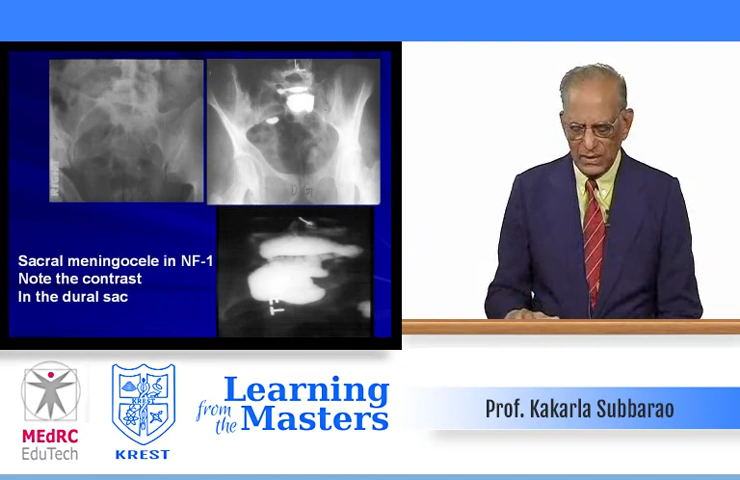 Sacral meningocele in NF-1
Note the contrast
In the dural sac
MEdRC
EduTech
KREST
KREST
Learning
from the Masters
Prof. Kakarla Subbarao